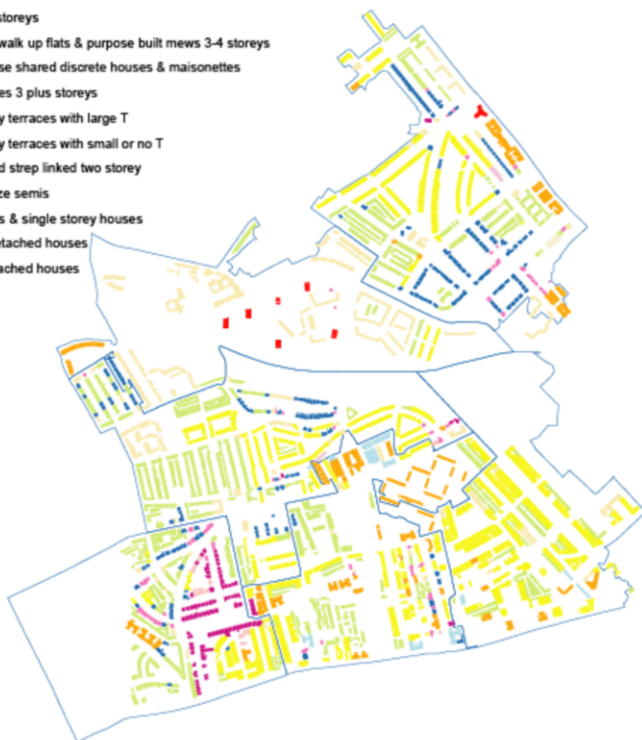 storeys
walk up flats & purpose built mews 3-4 storeys
se shared discrete houses & maisonettes
es 3 plus storeys
y terraces with large T
y terraces with small or no T
d strep linked two storey
ze semis
s & single storey houses
etached houses
ached houses